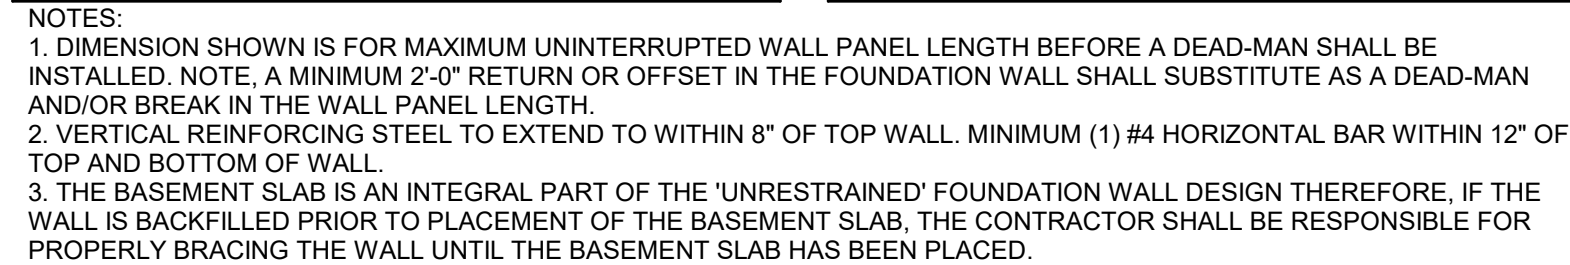 NOTES:
1. DIMENSION SHOWN IS FOR MAXIMUM UNINTERRUPTED WALL PANEL LENGTH BEFORE A DEAD-MAN SHALL BE
INSTALLED. NOTE, A MINIMUM 2'-0" RETURN OR OFFSET IN THE FOUNDATION WALL SHALL SUBSTITUTE AS A DEAD-MAN
AND/OR BREAK IN THE WALL PANEL LENGTH.
2. VERTICAL REINFORCING STEEL TO EXTEND TO WITHIN 8" OF TOP WALL. MINIMUM (1) #4 HORIZONTAL BAR WITHIN 12" OF
TOP AND BOTTOM OF WALL.
3. THE BASEMENT SLAB IS AN INTEGRAL PART OF THE 'UNRESTRAINED' FOUNDATION WALL DESIGN THEREFORE, IF THE
WALL IS BACKFILLED PRIOR TO PLACEMENT OF THE BASEMENT SLAB, THE CONTRACTOR SHALL BE RESPONSIBLE FOR
PROPERLY BRACING THE WALL UNTIL THE BASEMENT SLAB HAS BEEN PLACED.